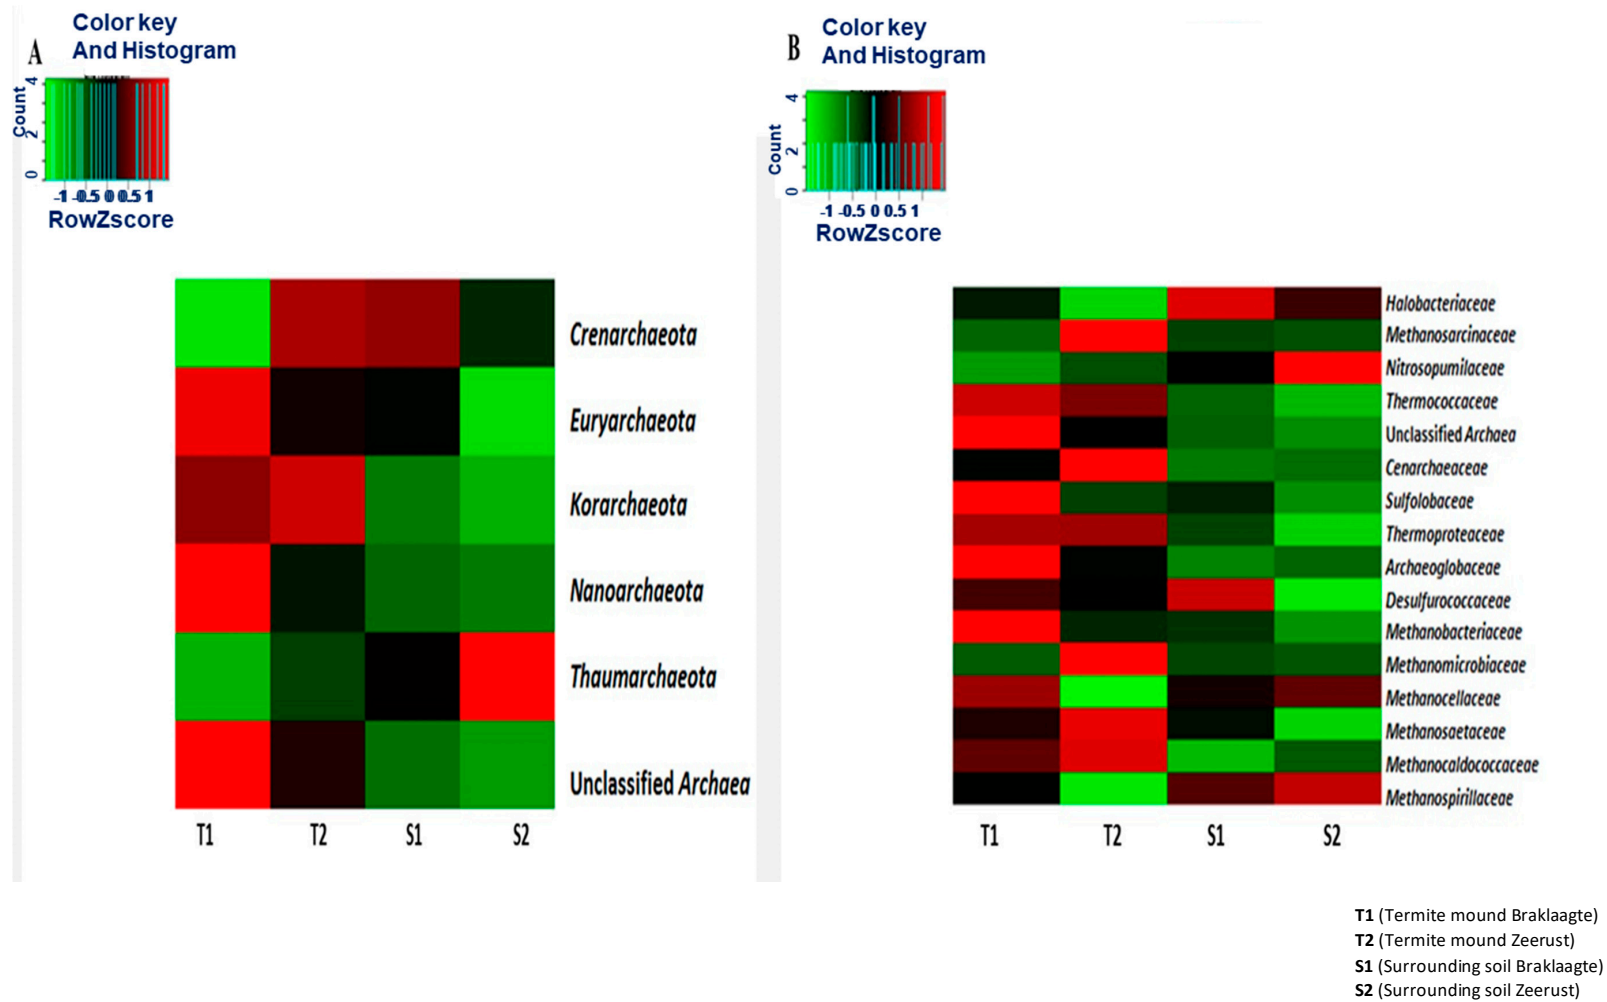 A
Color key
And Histogram
Count
0 2 4
-1 -0.5 0 0.5 1
RowZscore
Crenarchaeota
Euryarchaeota
Korarchaeota
Nanoarchaeota
Thaumarchaeota
Unclassified Archaea
T1 T2 S1 S2
B
Color key
And Histogram
Count
0 2 4
-1 -0.5 0 0.5 1
RowZscore
Halobacteriaceae
Methanosarcinaceae
Nitrosopumilaceae
Thermococcaceae
Unclassified Archaea
Cenarchaeaceae
Sulfolobaceae
Thermoproteaceae
Archaeoglobaceae
Desulfurococcaceae
Methanobacteriaceae
Methanomicrobiaceae
Methanocellaceae
Methanosaetaceae
Methanocaldococcaceae
Methanospirillaceae
T1 T2 S1 S2
T1 (Termite mound Braklaagte)
T2 (Termite mound Zeerust)
S1 (Surrounding soil Braklaagte)
S2 (Surrounding soil Zeerust)